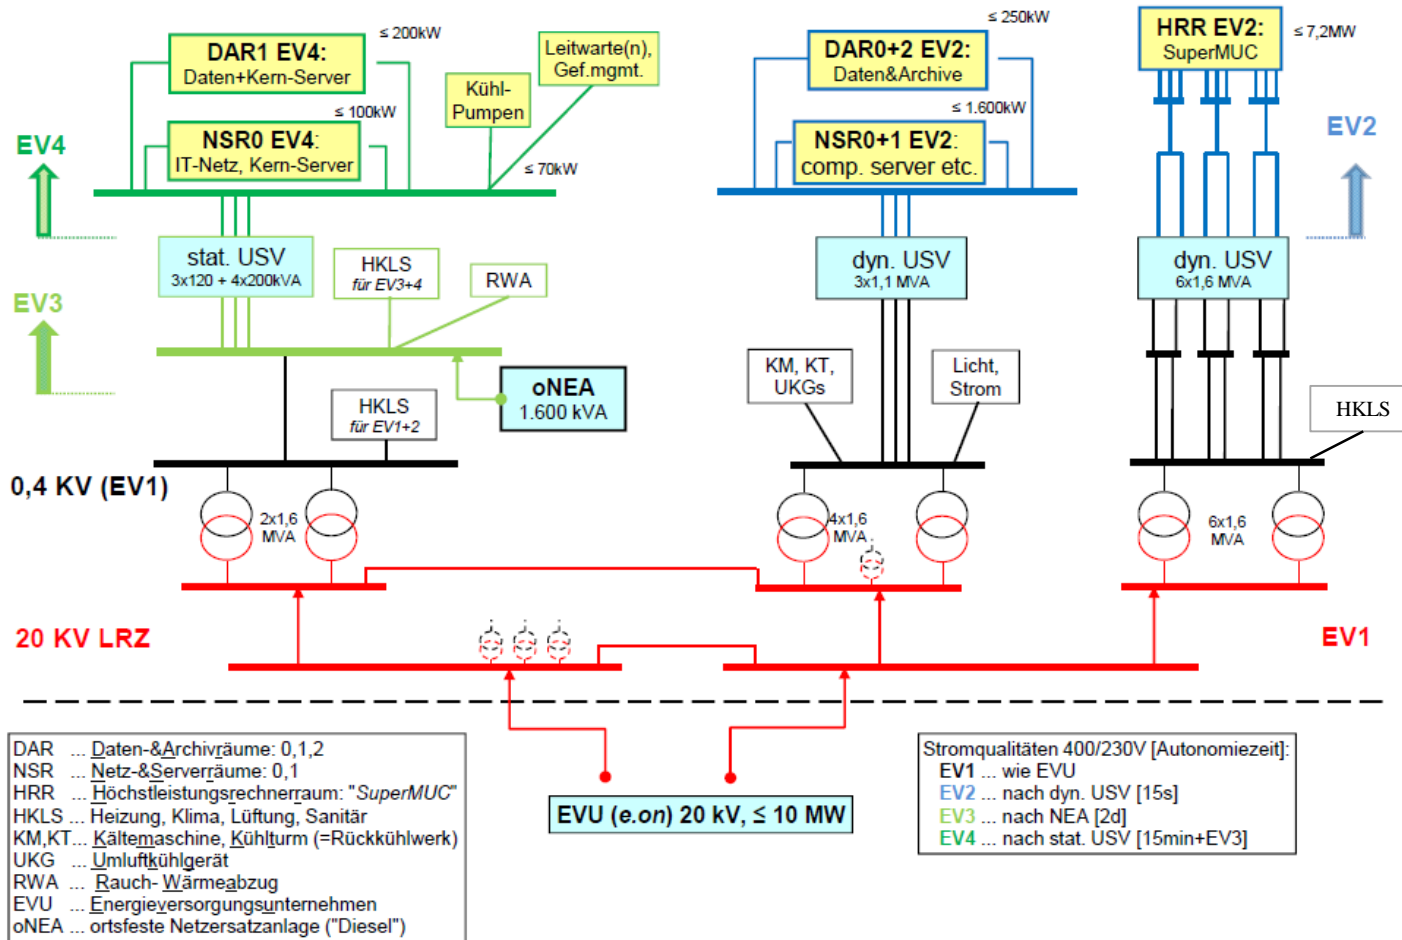 ≤ 200kW
DAR1 EV4:
Daten+Kern-Server
≤ 100kW
NSR0 EV4:
IT-Netz, Kern-Server
Kühl-
Pumpen
Leitwarte(n),
Gef.mgmt.
≤ 70kW
≤ 250kW
DAR0+2 EV2:
Daten&Archive
≤ 1.600kW
NSR0+1 EV2:
comp. server etc.
HRR EV2:
SuperMUC
≤ 7,2MW
EV4
EV2
stat. USV
3x120 + 4x200kVA
HKLS
für EV3+4
RWA
dyn. USV
3x1,1 MVA
dyn. USV
6x1,6 MVA
EV3
oNEA
1.600 kVA
HKLS
für EV1+2
KM, KT,
UKGs
Licht,
Strom
HKLS
0,4 KV (EV1)
2x1,6
MVA
4x1,6
MVA
6x1,6
MVA
20 KV LRZ
EV1
DAR ... Daten-&Archivräume: 0,1,2
NSR ... Netz-&Serverräume: 0,1
HRR ... Höchstleistungsrechnerraum: "SuperMUC"
HKLS ... Heizung, Klima, Lüftung, Sanitär
KM,KT... Kältemaschine, Kühlturm (=Rückkühlwerk)
UKG ... Umluftkühlgerät
RWA ... Rauch- Wärmeabzug
EVU ... Energieversorgungsunternehmen
oNEA ... ortsfeste Netzersatzanlage ("Diesel")
EVU (e.on) 20 kV, ≤ 10 MW
Stromqualitäten 400/230V [Autonomiezeit]:
EV1 ... wie EVU
EV2 ... nach dyn. USV [15s]
EV3 ... nach NEA [2d]
EV4 ... nach stat. USV [15min+EV3]